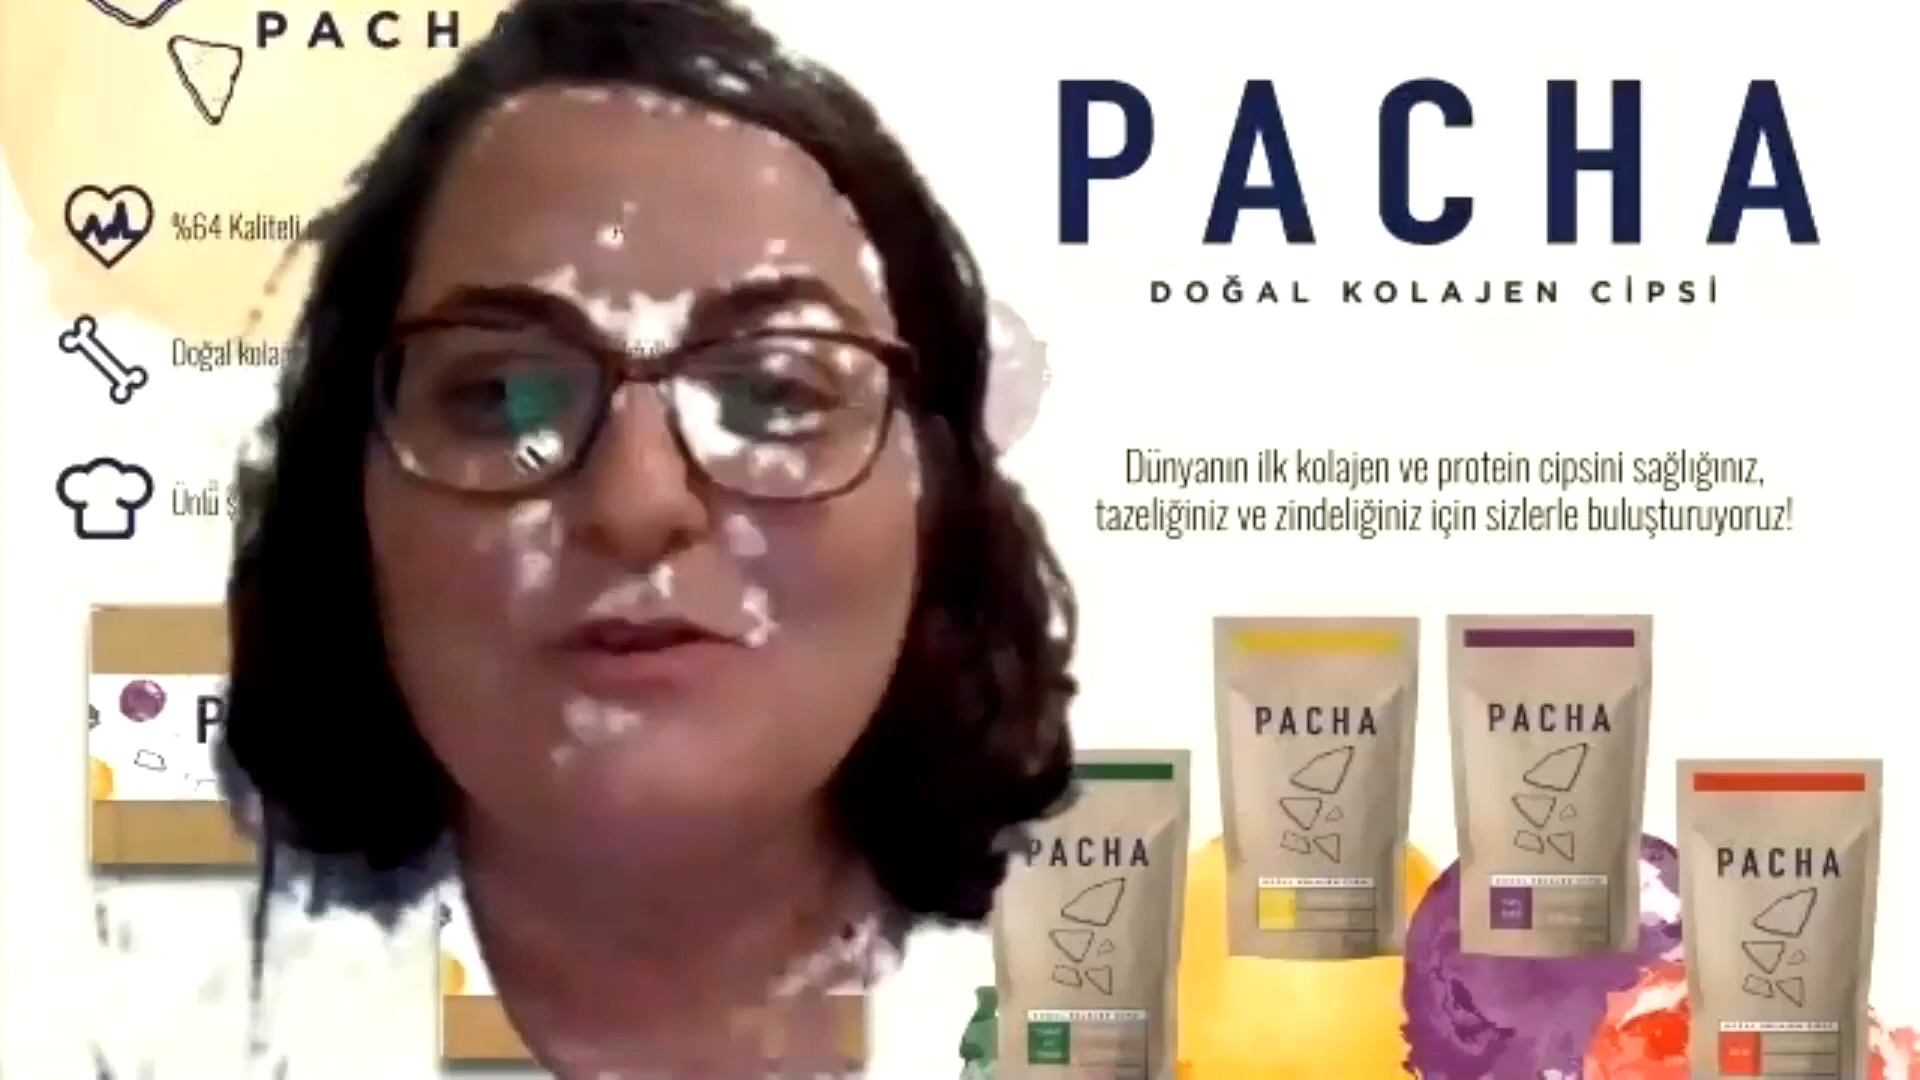 PACH
%64 Kaliteli
Doğal
Ünlü
P
PACHA
DOĞAL KOLAJEN CİPSİ
Dünyanın ilk kolajen ve protein cipsini sağlığınız,
tazeliğiniz ve zindeliğiniz için sizlerle buluşturuyoruz!
PACHA
PACHA
PACHA
PACHA